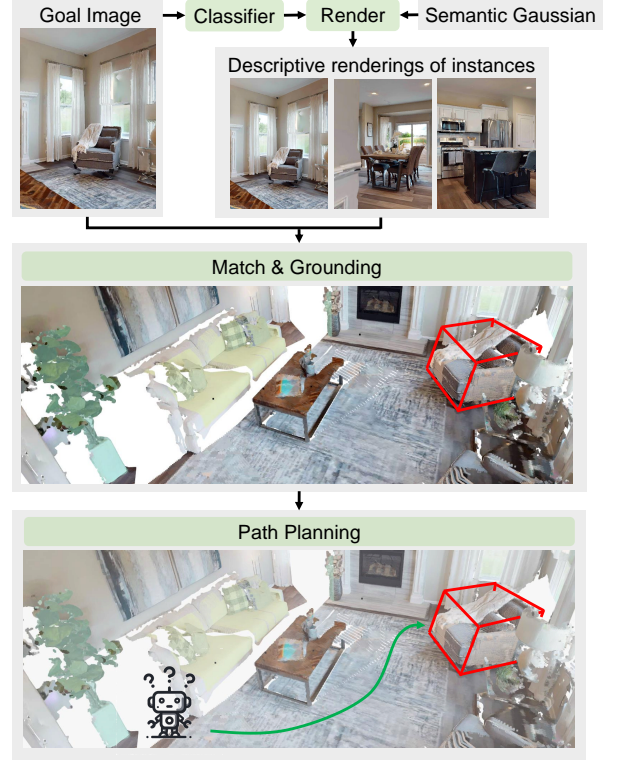 Goal Image
Classifier
Render
Semantic Gaussian
Descriptive renderings of instances
Match & Grounding
Path Planning
? ? ?